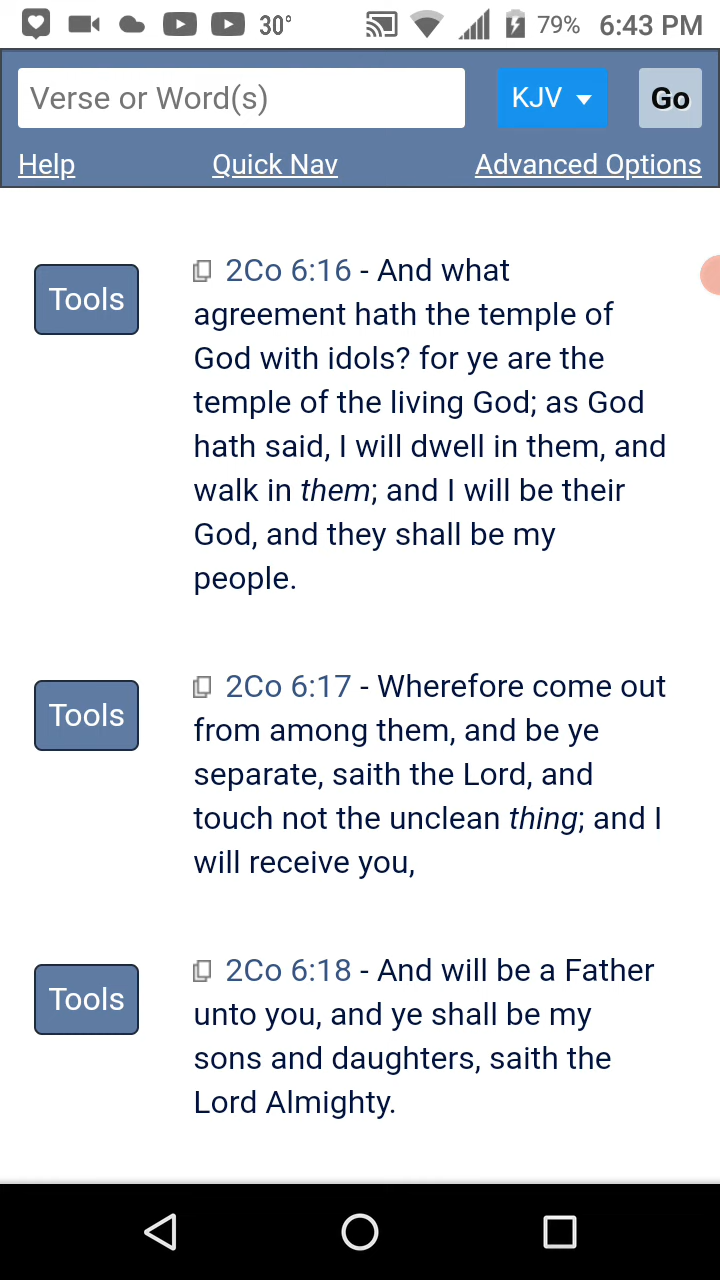 30° 79% 6:43 PM
Verse or Word(s) KJV Go
Help Quick Nav Advanced Options
Tools
2Co 6:16 - And what
agreement hath the temple of
God with idols? for ye are the
temple of the living God; as God
hath said, I will dwell in them, and
walk in them; and I will be their
God, and they shall be my
people.
Tools
2Co 6:17 - Wherefore come out
from among them, and be ye
separate, saith the Lord, and
touch not the unclean thing; and I
will receive you,
Tools
2Co 6:18 - And will be a Father
unto you, and ye shall be my
sons and daughters, saith the
Lord Almighty.